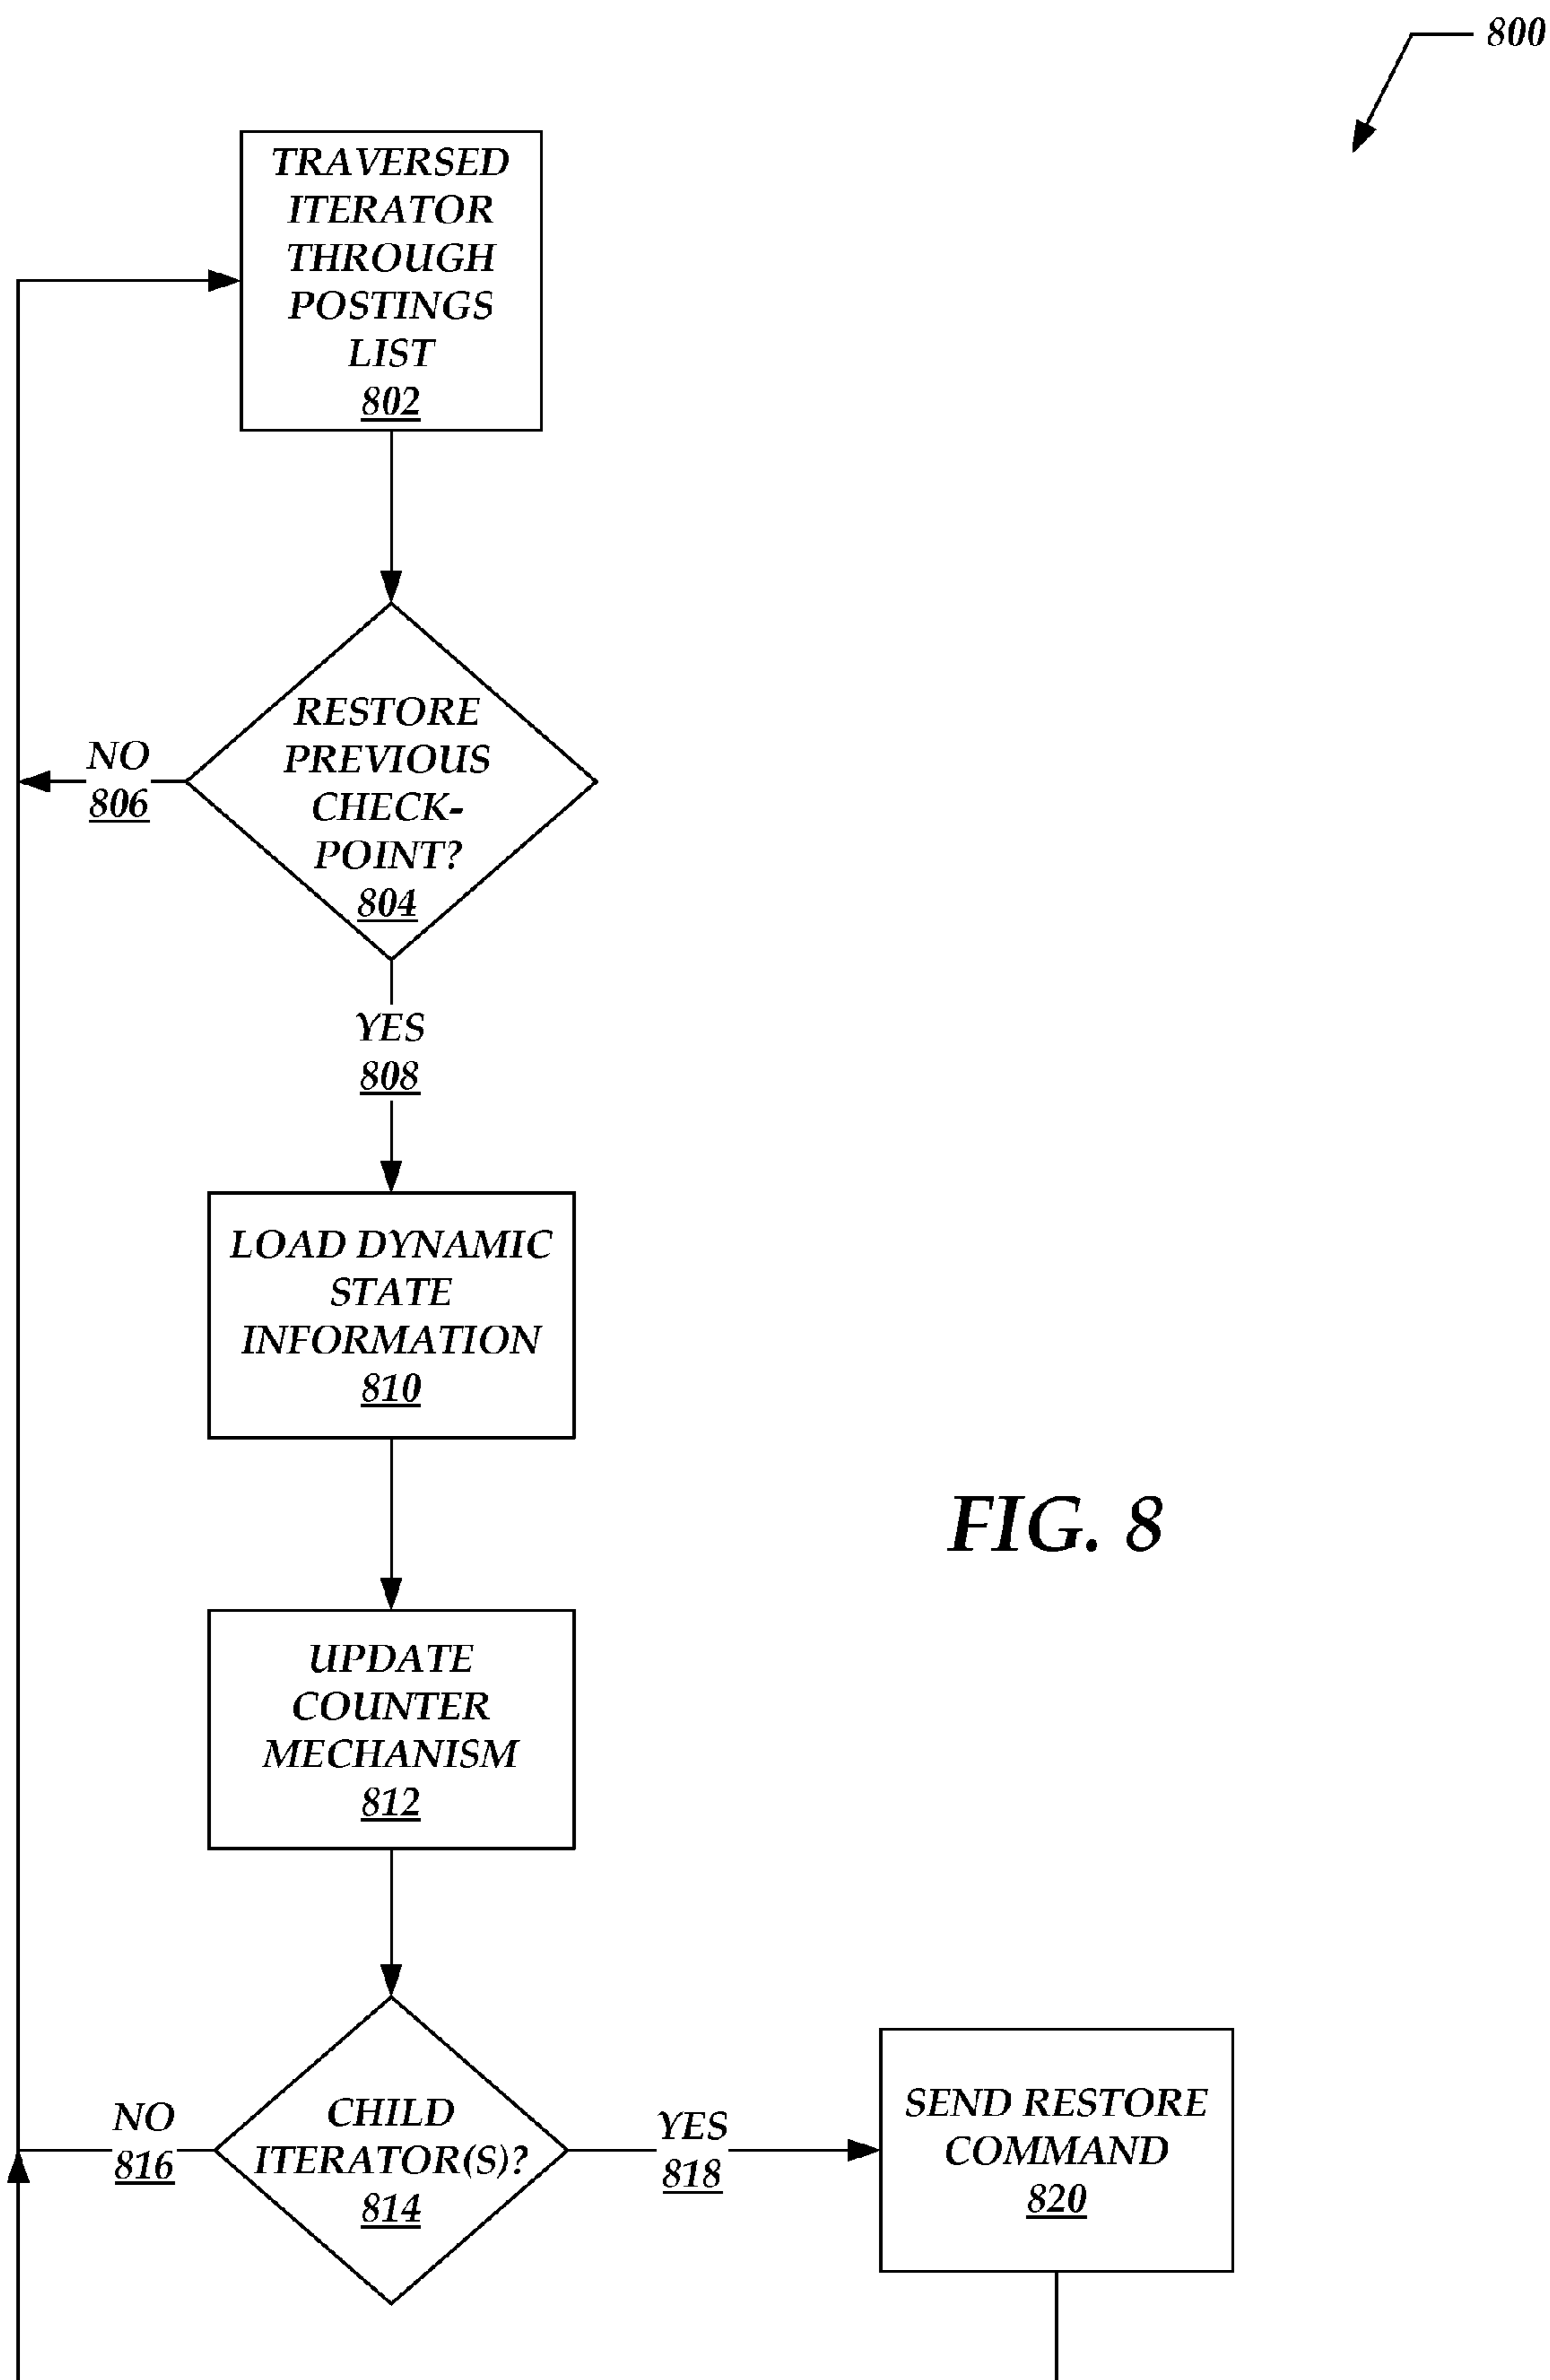 800
TRAVERSED
ITERATOR
THROUGH
POSTINGS
LIST
802
RESTORE
PREVIOUS
CHECK-
POINT?
804
NO
806
YES
808
LOAD DYNAMIC
STATE
INFORMATION
810
FIG. 8
UPDATE
COUNTER
MECHANISM
812
CHILD
ITERATOR(S)?
814
NO
816
YES
818
SEND RESTORE
COMMAND
820